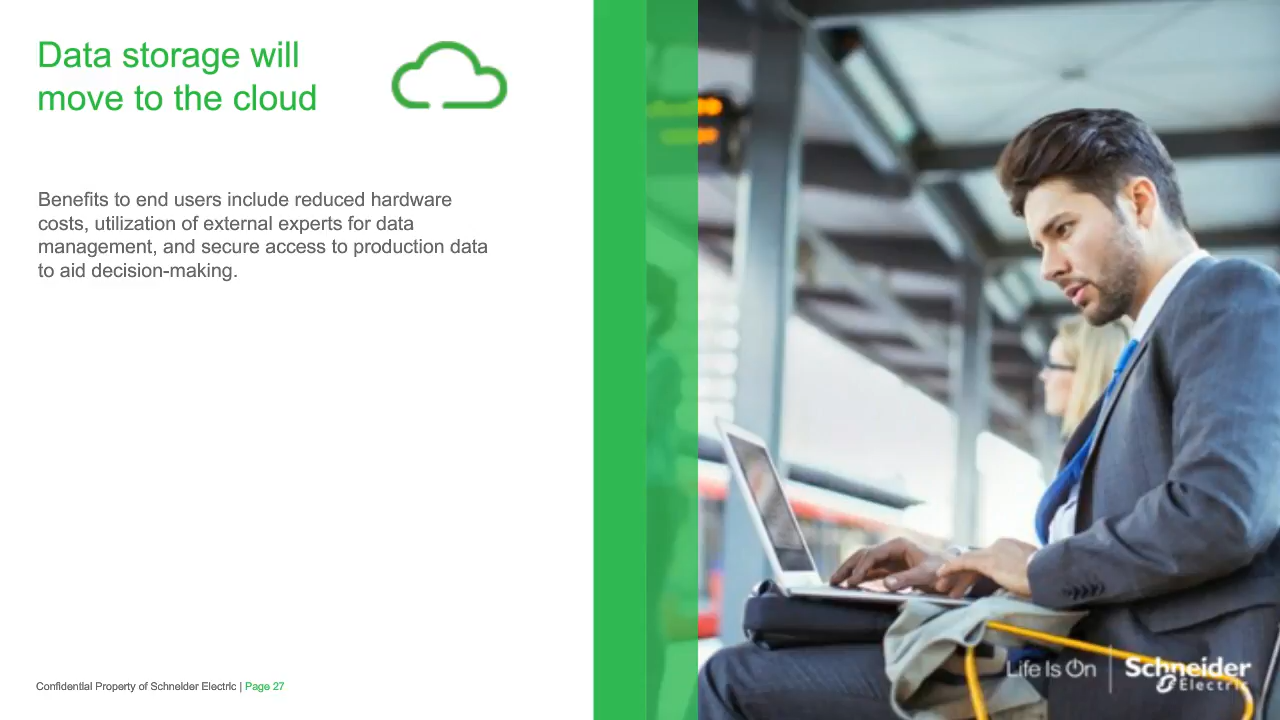 Data storage will
move to the cloud
Benefits to end users include reduced hardware
costs, utilization of external experts for data
management, and secure access to production data
to aid decision-making.
Confidential Property of Schneider Electric | Page 27
Life Is On
Schneider
Electric